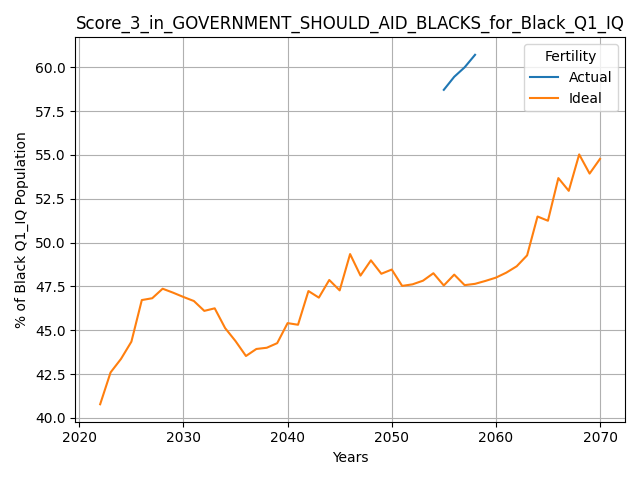 Score_3_in_GOVERNMENT_SHOULD_AID_BLACKS_for_Black_Q1_IQ
Fertility
Actual
Ideal
% of Black Q1_IQ Population
60.0
57.5
55.0
52.5
50.0
47.5
45.0
42.5
40.0
2020
2030
2040
2050
2060
2070
Years